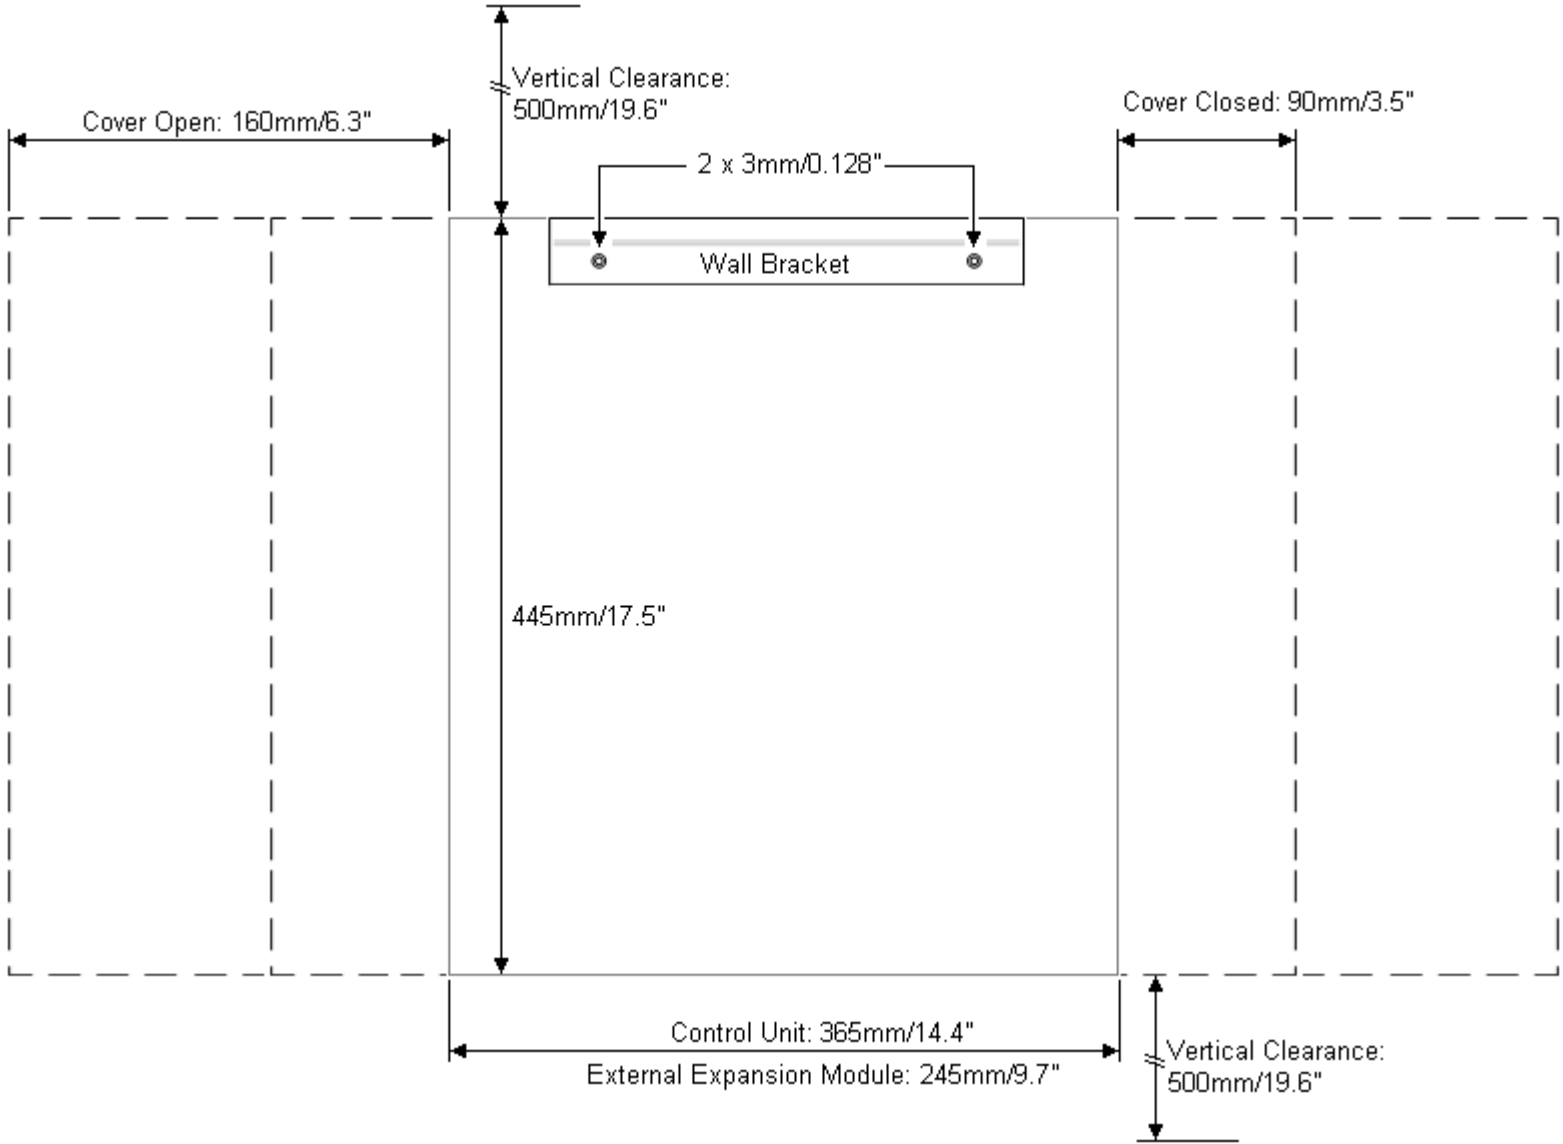 Vertical Clearance:
500mm/19.6"
Cover Open: 160mm/6.3"
Cover Closed: 90mm/3.5"
2 x 3mm/0.128"
Wall Bracket
445mm/17.5"
Control Unit: 365mm/14.4"
External Expansion Module: 245mm/9.7"
Vertical Clearance:
500mm/19.6"